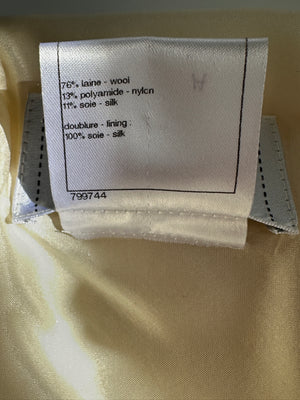 76% laine - wool
13% polyamide - nylon
11% soie - silk
doublure - lining :
100% soie - silk
799744